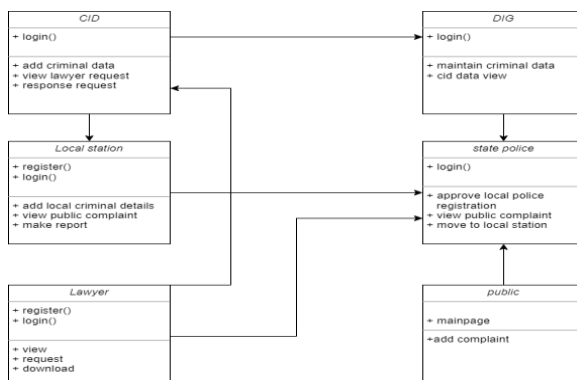 CID
+ login()
+ add criminal data
+ view lawyer request
+ response request
DIG
+ login()
+ maintain criminal data
+ cid data view
Local station
+ register()
+ login()
+ add local criminal details
+ view public complaint
+ make report
state police
+ login()
+ approve local police
registration
+ view public complaint
+ move to local station
Lawyer
+ register()
+ login()
+ view
+ request
+ download
public
+ mainpage
+add complaint